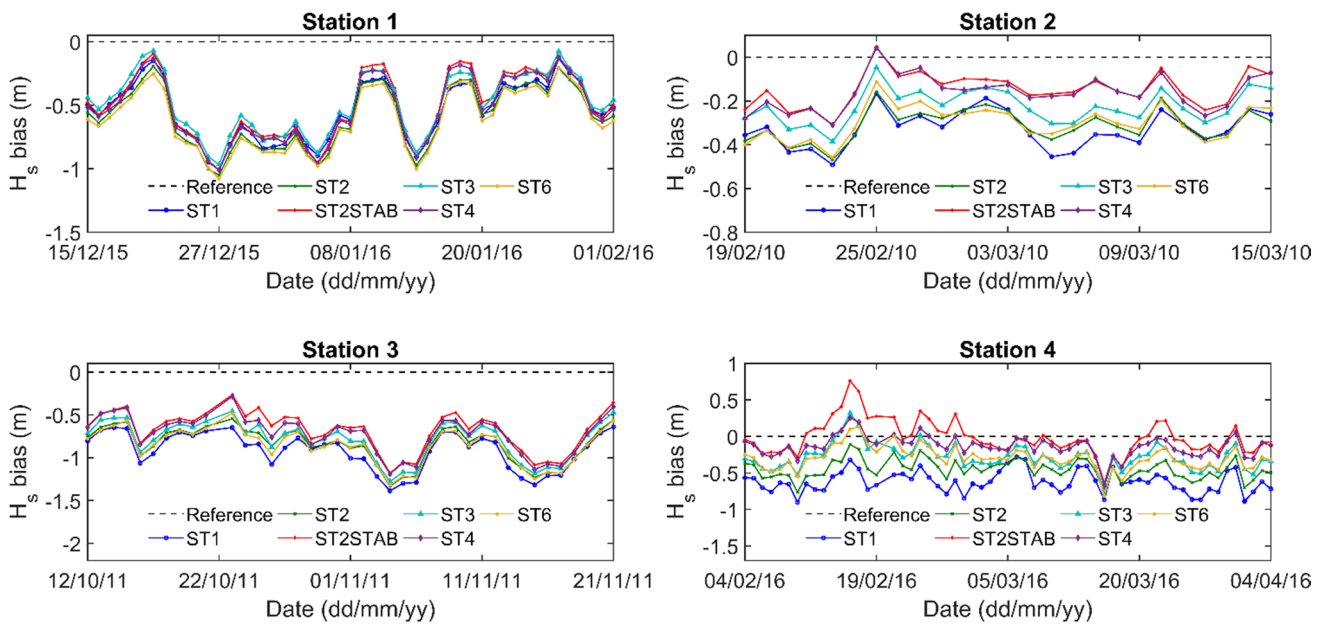 Station 1
0
-0.5
-1
-1.5
H_s bias (m)
Reference ST2 ST3 ST6
ST1 ST2STAB ST4
15/12/15 27/12/15 08/01/16 20/01/16 01/02/16
Date (dd/mm/yy)
Station 2
0
-0.2
-0.4
-0.6
-0.8
H_s bias (m)
Reference ST2 ST3 ST6
ST1 ST2STAB ST4
19/02/10 25/02/10 03/03/10 09/03/10 15/03/10
Date (dd/mm/yy)
Station 3
0
-0.5
-1
-1.5
-2
H_s bias (m)
Reference ST2 ST3 ST6
ST1 ST2STAB ST4
12/10/11 22/10/11 01/11/11 11/11/11 21/11/11
Date (dd/mm/yy)
Station 4
1
0.5
0
-0.5
-1
-1.5
H_s bias (m)
Reference ST2 ST3 ST6
ST1 ST2STAB ST4
04/02/16 19/02/16 05/03/16 20/03/16 04/04/16
Date (dd/mm/yy)